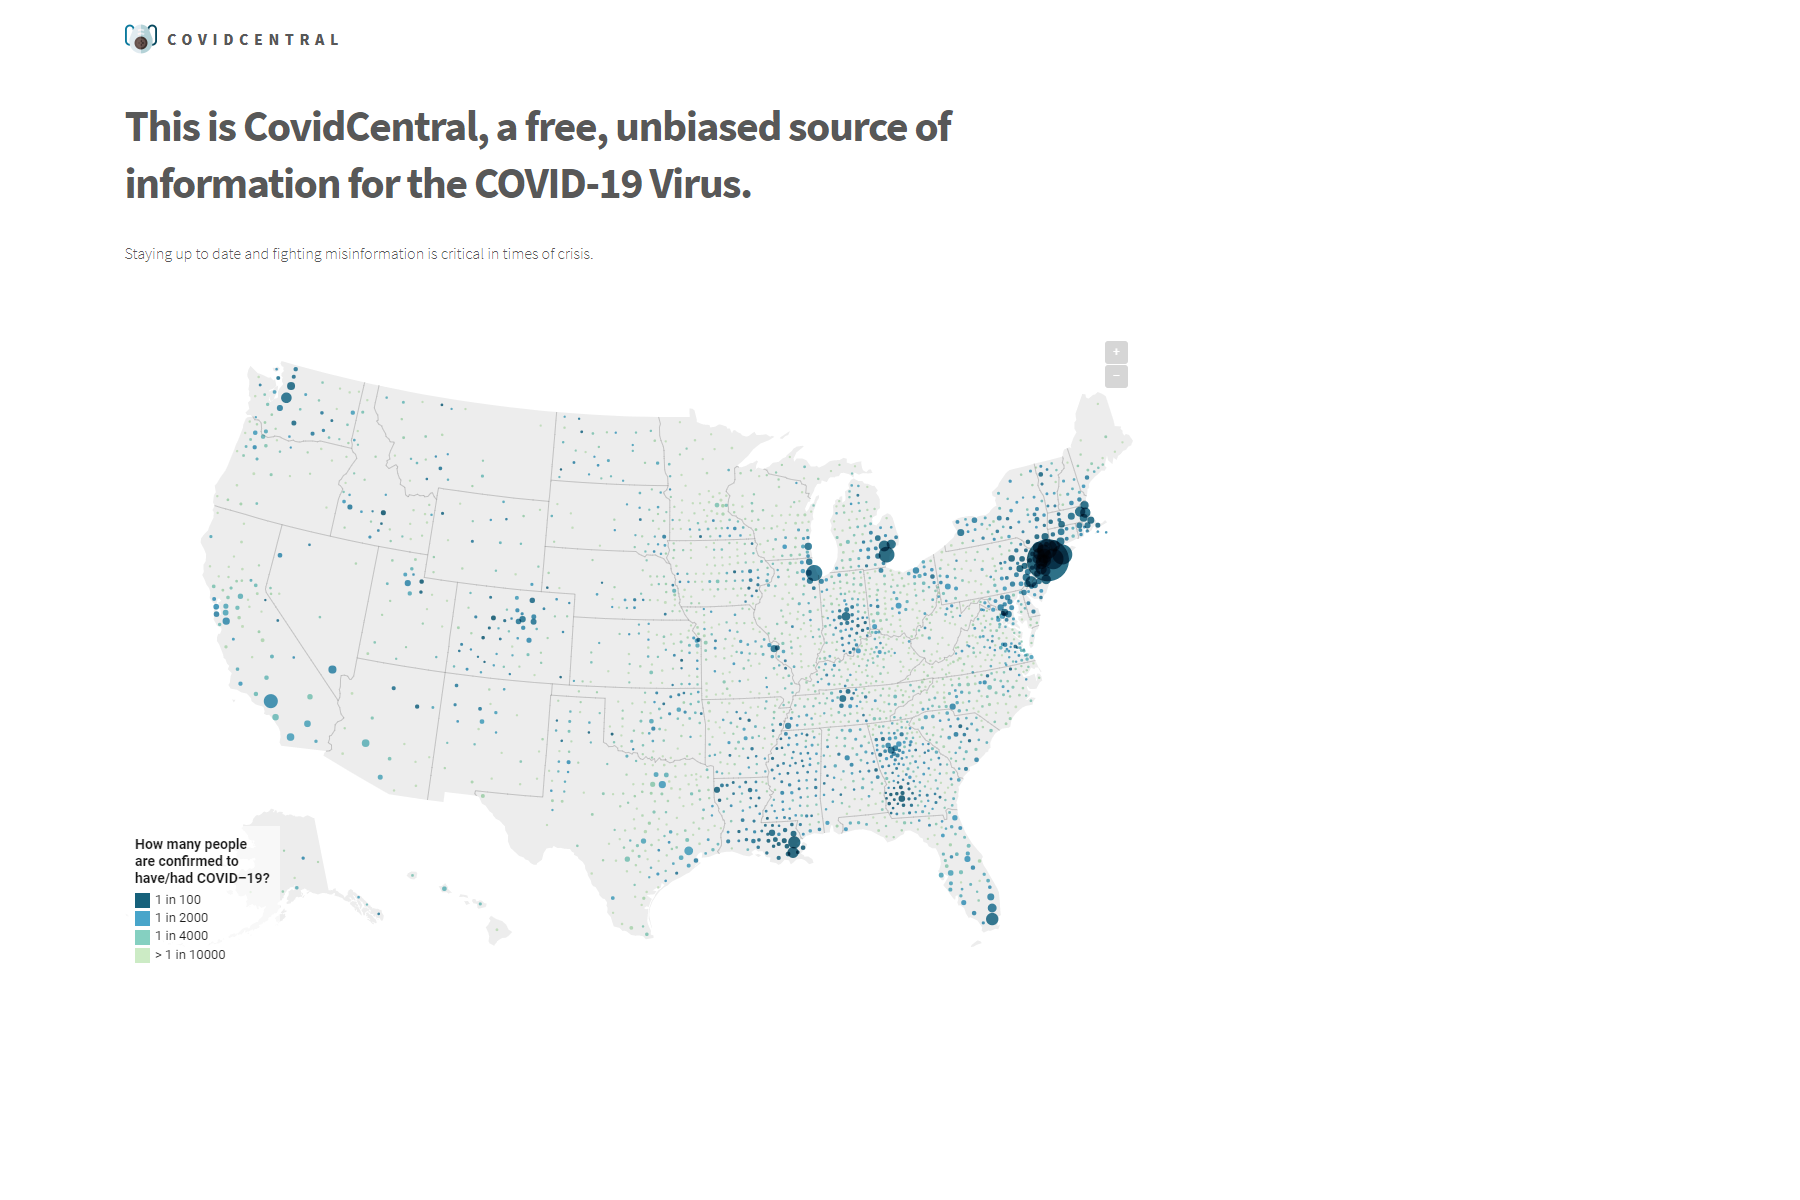 COVIDCENTRAL
This is CovidCentral, a free, unbiased source of
information for the COVID-19 Virus.
Staying up to date and fighting misinformation is critical in times of crisis.
+
−
How many people
are confirmed to
have/had COVID–19?
1 in 100
1 in 2000
1 in 4000
> 1 in 10000